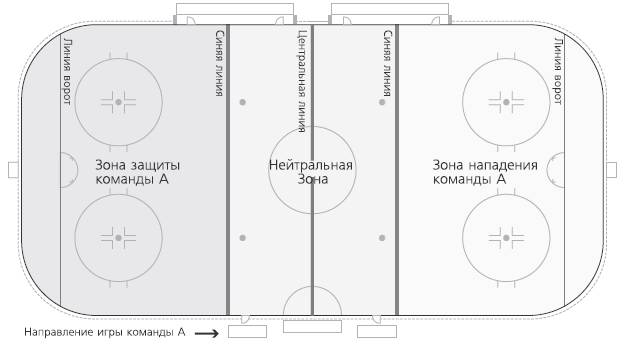 Линия ворот
Синяя линия
Центральная линия
Синяя линия
Линия ворот
Зона защиты
команды А
Нейтральная
Зона
Зона нападения
команды А
Направление игры команды А